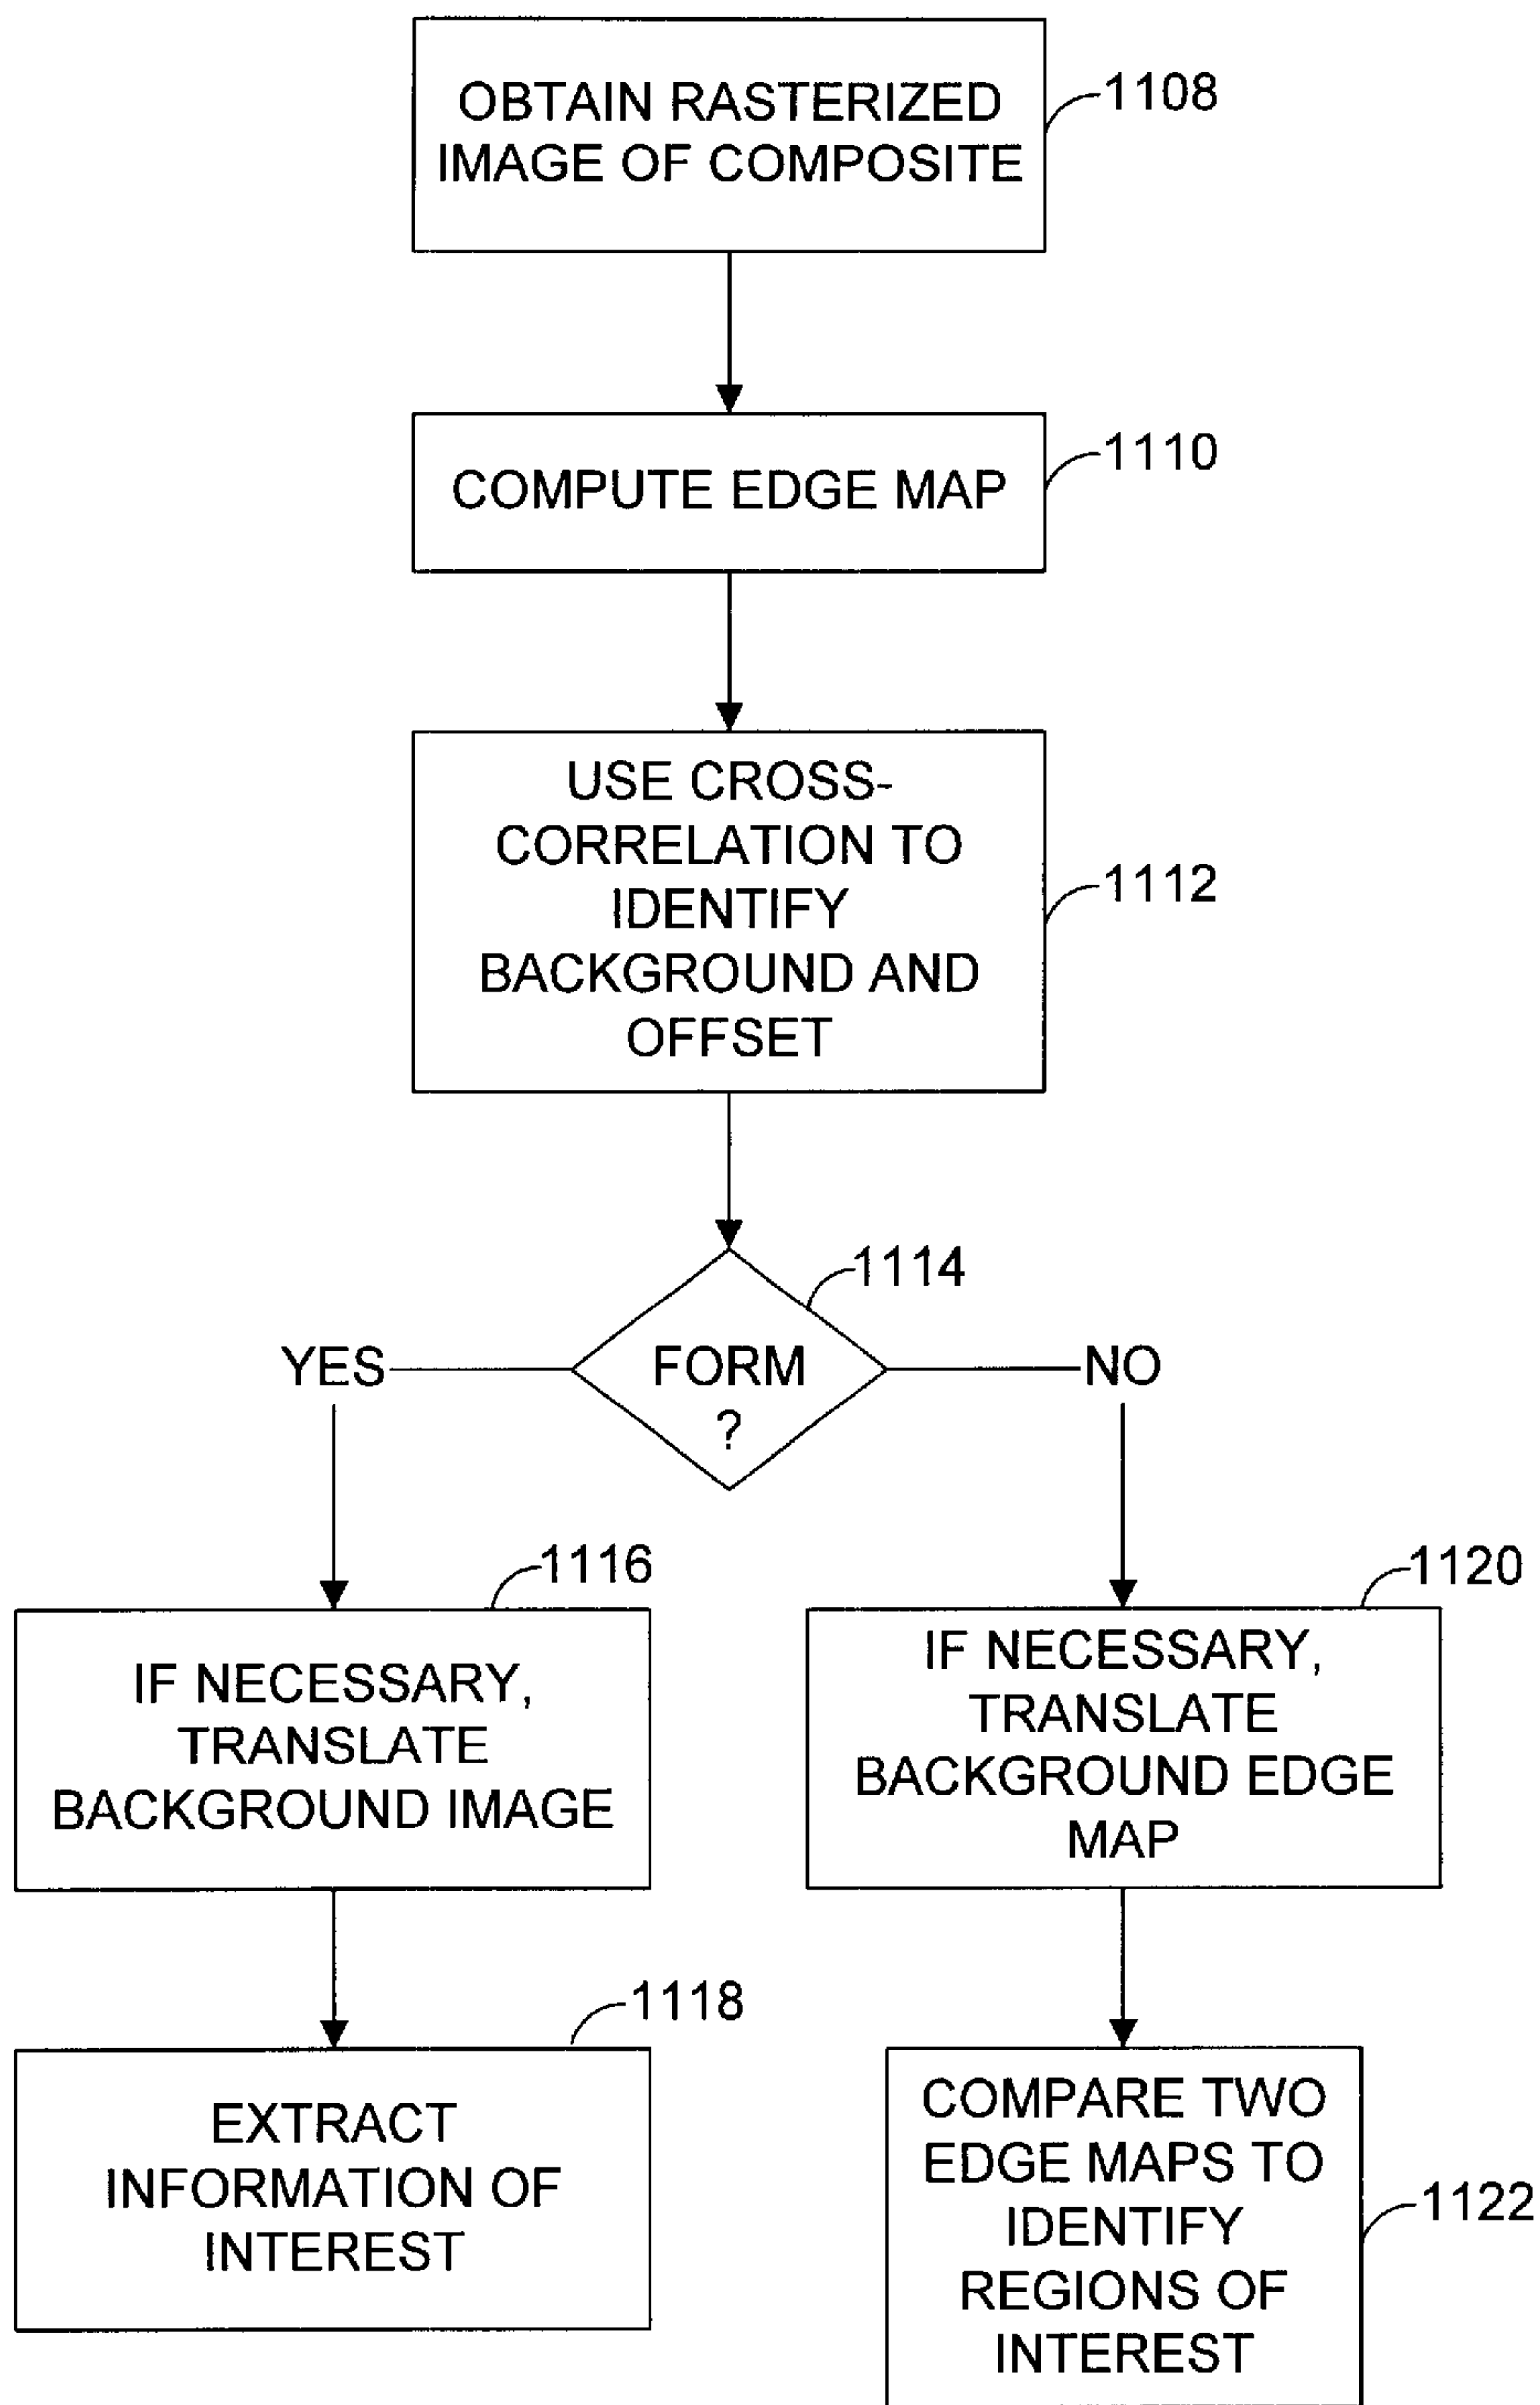 OBTAIN RASTERIZED
IMAGE OF COMPOSITE
1108
COMPUTE EDGE MAP
1110
USE CROSS-
CORRELATION TO
IDENTIFY
BACKGROUND AND
OFFSET
1112
1114
FORM
?
YES
NO
1116
IF NECESSARY,
TRANSLATE
BACKGROUND IMAGE
1120
IF NECESSARY,
TRANSLATE
BACKGROUND EDGE
MAP
1118
EXTRACT
INFORMATION OF
INTEREST
COMPARE TWO
EDGE MAPS TO
IDENTIFY
REGIONS OF
INTEREST
1122